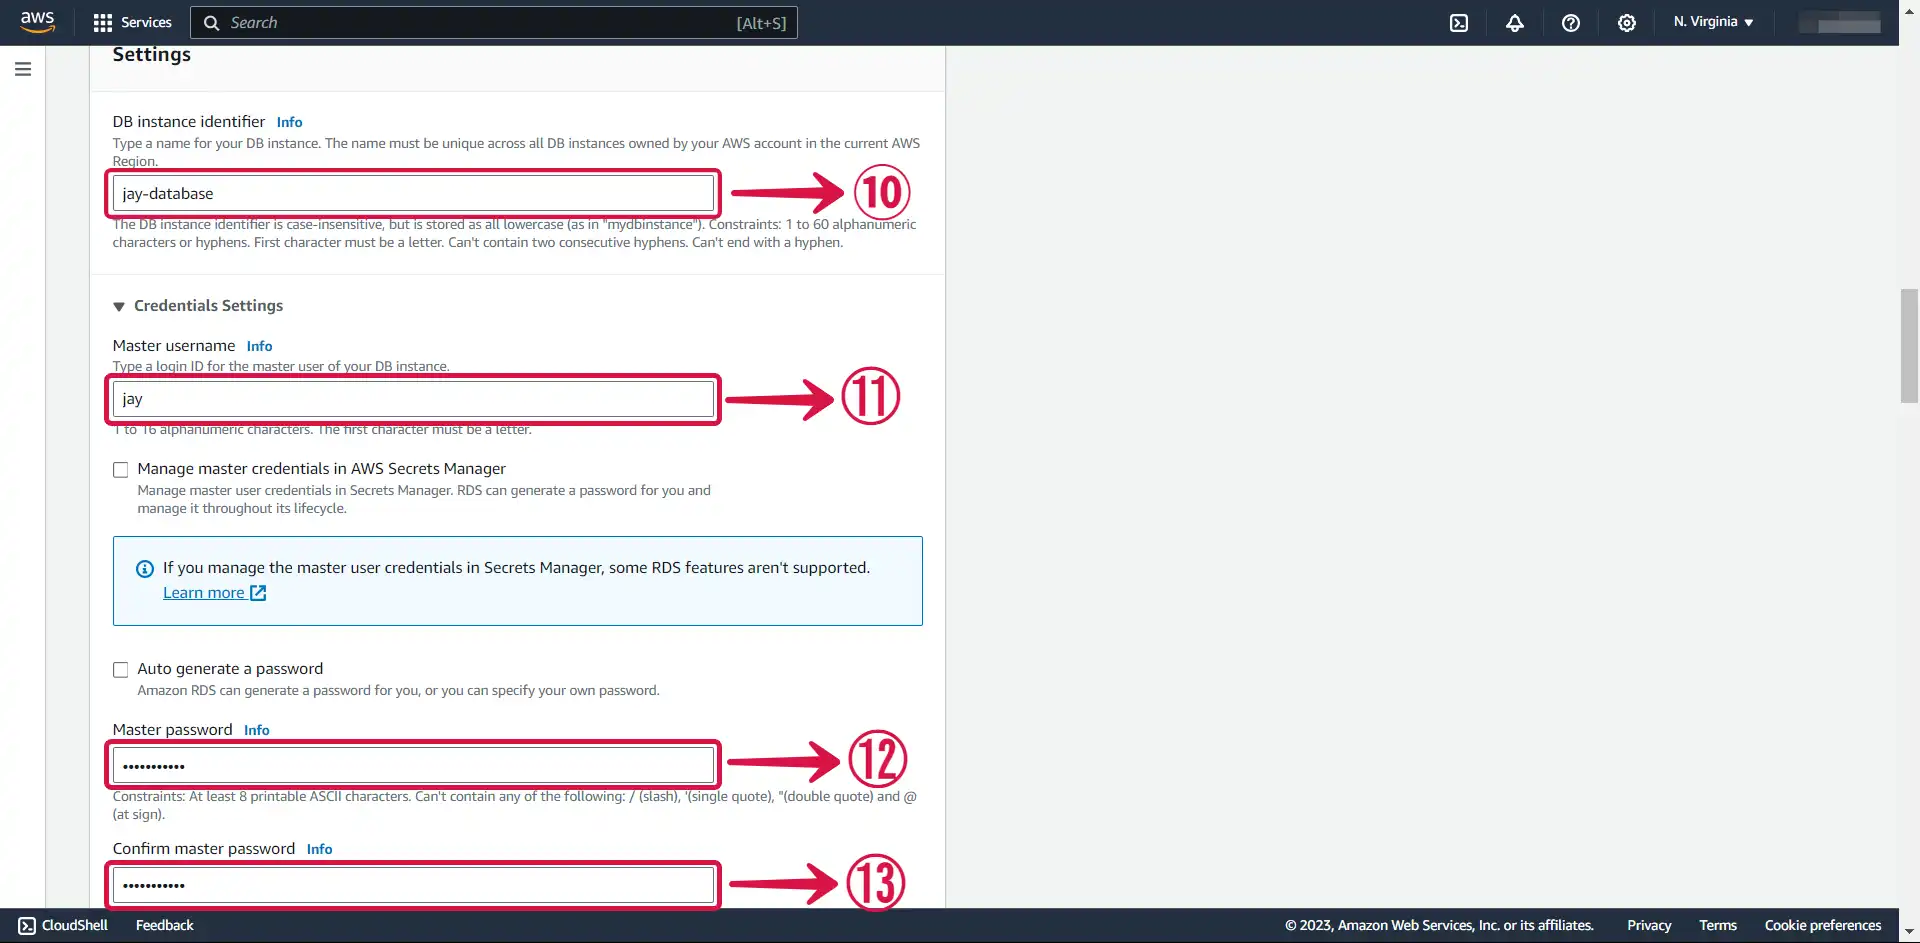 aws
Services
Search
[Alt+S]
N. Virginia
Settings
DB instance identifier Info
Type a name for your DB instance. The name must be unique across all DB instances owned by your AWS account in the current AWS
Region.
jay-database
10
The DB instance identifier is case-insensitive, but is stored as all lowercase (as in "mydbinstance"). Constraints: 1 to 60 alphanumeric
characters or hyphens. First character must be a letter. Can't contain two consecutive hyphens. Can't end with a hyphen.
Credentials Settings
Master username Info
Type a login ID for the master user of your DB instance.
jay
11
1 to 16 alphanumeric characters. The first character must be a letter.
Manage master credentials in AWS Secrets Manager
Manage master user credentials in Secrets Manager. RDS can generate a password for you and
manage it throughout its lifecycle.
If you manage the master user credentials in Secrets Manager, some RDS features aren't supported.
Learn more
Auto generate a password
Amazon RDS can generate a password for you, or you can specify your own password.
Master password Info
•••••••••••
12
Constraints: At least 8 printable ASCII characters. Can't contain any of the following: / (slash), '(single quote), "(double quote) and @
(at sign).
Confirm master password Info
•••••••••••
13
CloudShell
Feedback
© 2023, Amazon Web Services, Inc. or its affiliates.
Privacy
Terms
Cookie preferences